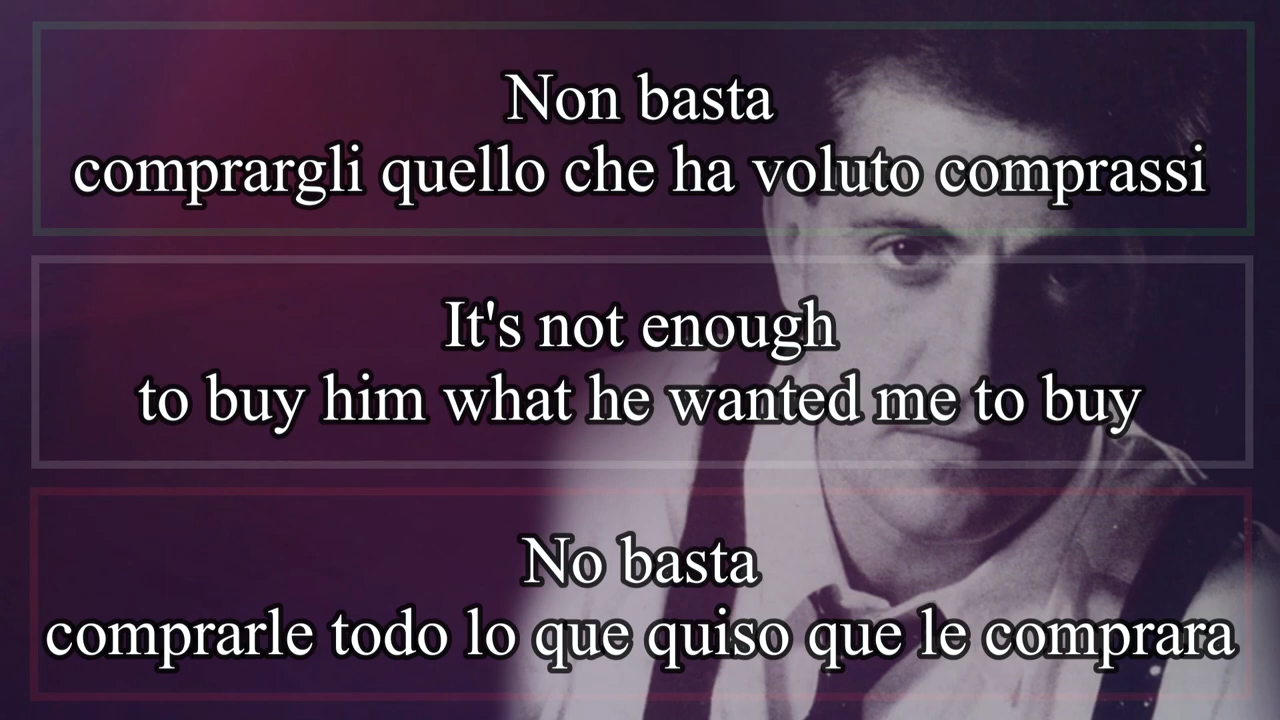 Non basta
comprargli quello che ha voluto comprassi
It's not enough
to buy him what he wanted me to buy
No basta
comprarle todo lo que quiso que le comprara